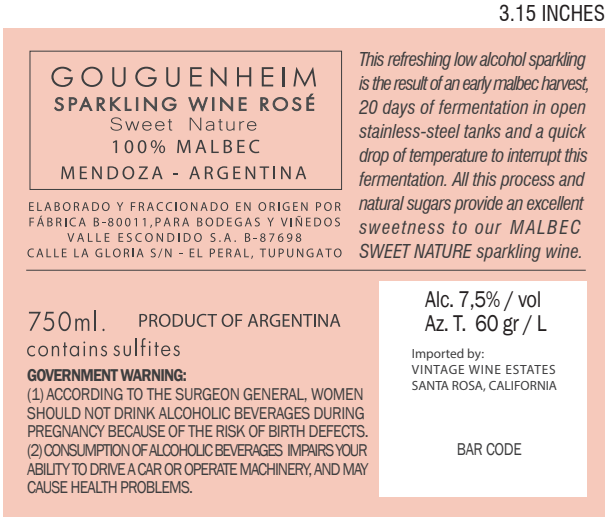 3.15 INCHES
GOUGUENHEIM
SPARKLING WINE ROSÉ
Sweet Nature
100% MALBEC
MENDOZA - ARGENTINA
ELABORADO Y FRACCIONADO EN ORIGEN POR
FÁBRICA B-80011,PARA BODEGAS Y VIÑEDOS
VALLE ESCONDIDO S.A. B-87698
CALLE LA GLORIA S/N - EL PERAL, TUPUNGATO
This refreshing low alcohol sparkling
is the result of an early malbec harvest,
20 days of fermentation in open
stainless-steel tanks and a quick
drop of temperature to interrupt this
fermentation. All this process and
natural sugars provide an excellent
sweetness to our MALBEC
SWEET NATURE sparkling wine.
750ml. PRODUCT OF ARGENTINA
contains sulfites
GOVERNMENT WARNING:
(1) ACCORDING TO THE SURGEON GENERAL, WOMEN
SHOULD NOT DRINK ALCOHOLIC BEVERAGES DURING
PREGNANCY BECAUSE OF THE RISK OF BIRTH DEFECTS.
(2) CONSUMPTION OF ALCOHOLIC BEVERAGES IMPAIRS YOUR
ABILITY TO DRIVE A CAR OR OPERATE MACHINERY, AND MAY
CAUSE HEALTH PROBLEMS.
Alc. 7,5% / vol
Az. T. 60 gr / L
Imported by:
VINTAGE WINE ESTATES
SANTA ROSA, CALIFORNIA
BAR CODE